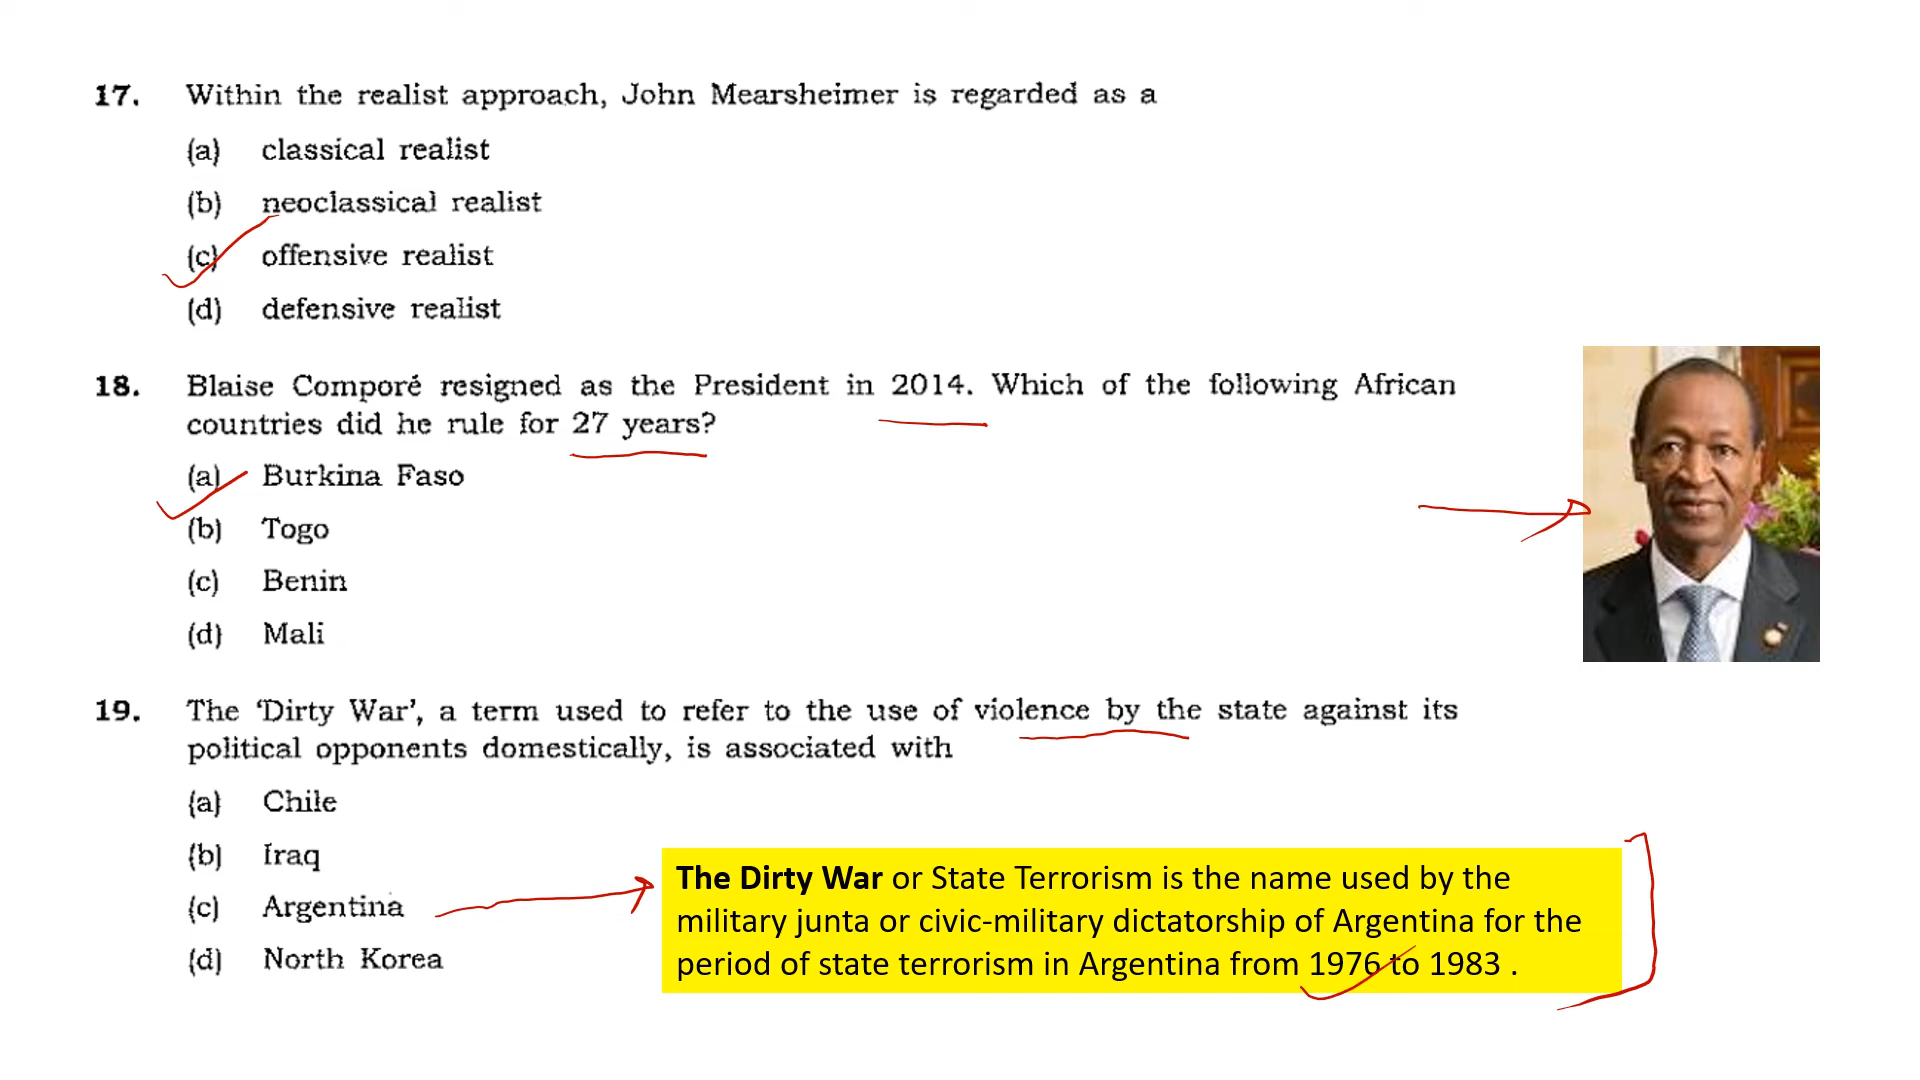 17. Within the realist approach, John Mearsheimer is regarded as a
(a) classical realist
(b) neoclassical realist
(c) offensive realist
(d) defensive realist
18. Blaise Comporé resigned as the President in 2014. Which of the following African
countries did he rule for 27 years?
(a) Burkina Faso
(b) Togo
(c) Benin
(d) Mali
19. The ‘Dirty War’, a term used to refer to the use of violence by the state against its
political opponents domestically, is associated with
(a) Chile
(b) Iraq
(c) Argentina
(d) North Korea
The Dirty War or State Terrorism is the name used by the
military junta or civic-military dictatorship of Argentina for the
period of state terrorism in Argentina from 1976 to 1983 .